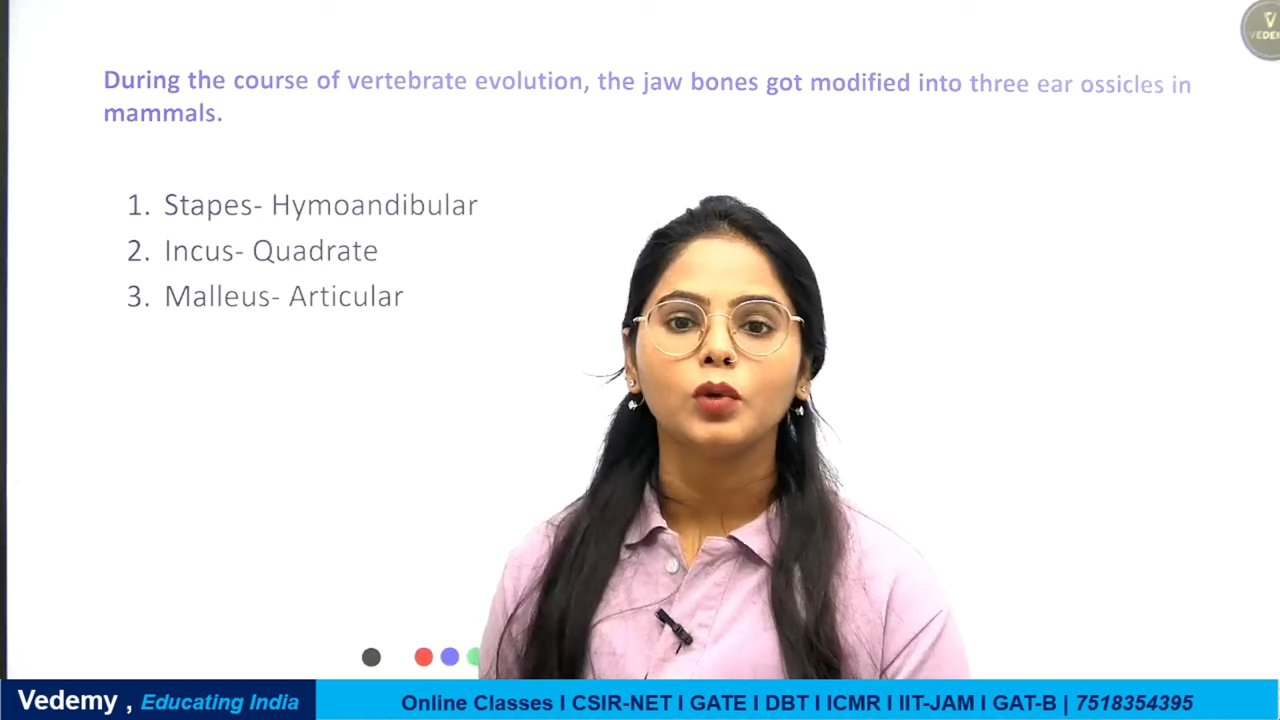 During the course of vertebrate evolution, the jaw bones got modified into three ear ossicles in
mammals.
1. Stapes- Hymoandibular
2. Incus- Quadrate
3. Malleus- Articular
Vedemy , Educating India
Online Classes I CSIR-NET I GATE I DBT I ICMR I IIT-JAM I GAT-B | 7518354395